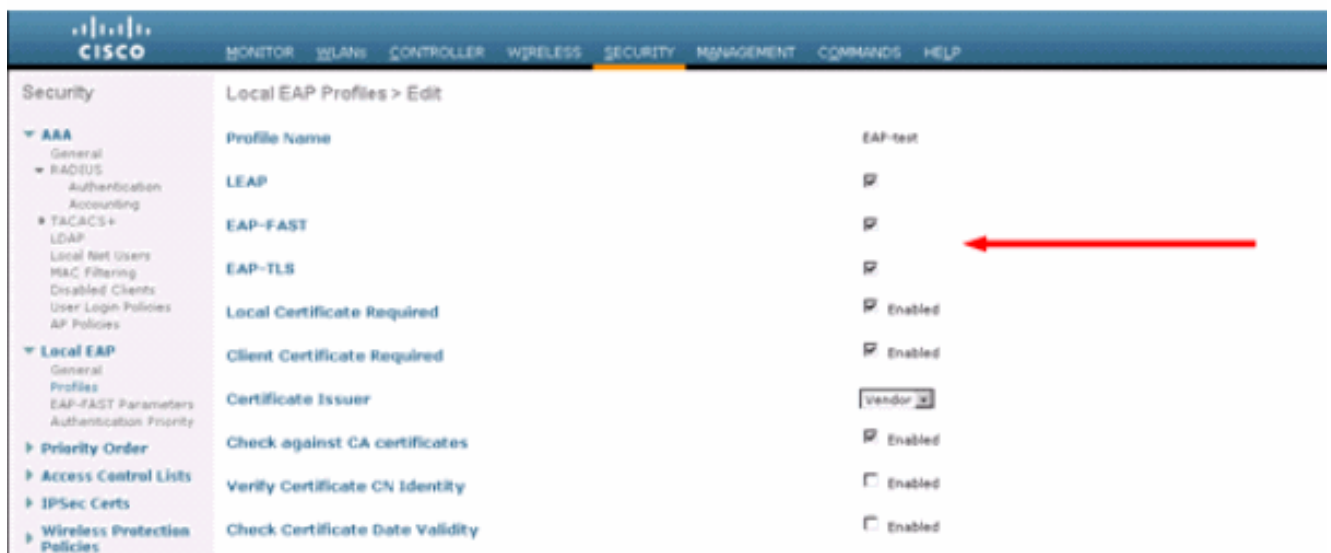 CISCO
MONITOR WLANs CONTROLLER WIRELESS SECURITY MANAGEMENT COMMANDS HELP
Security
AAA
General
RADIUS
Authentication
Accounting
TACACS+
LDAP
Local Net Users
MAC Filtering
Disabled Clients
User Login Policies
AP Policies
Local EAP
General
Profiles
EAP-FAST Parameters
Authentication Priority
Priority Order
Access Control Lists
IPSec Certs
Wireless Protection
Policies
Local EAP Profiles > Edit
Profile Name EAP-test
LEAP
EAP-FAST
EAP-TLS
Local Certificate Required Enabled
Client Certificate Required Enabled
Certificate Issuer Vendor
Check against CA certificates Enabled
Verify Certificate CN Identity Enabled
Check Certificate Date Validity Enabled